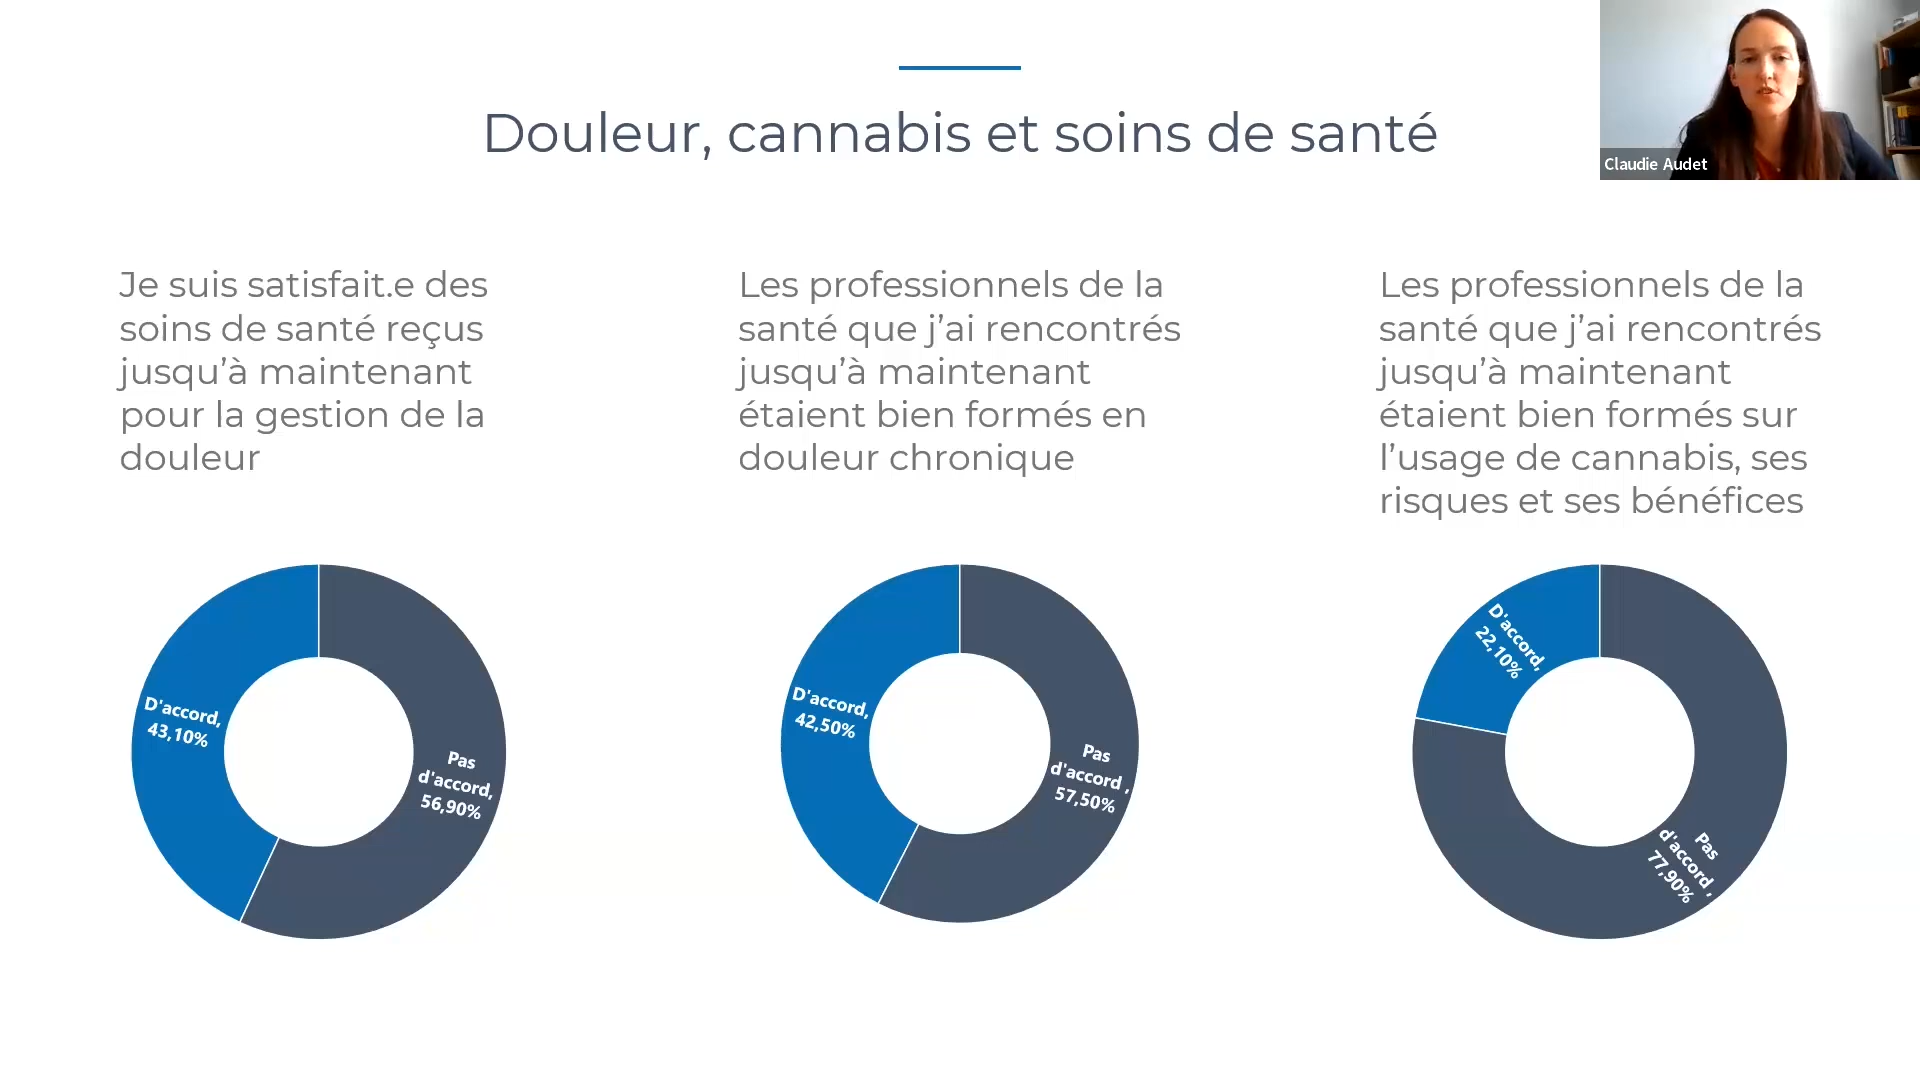 Douleur, cannabis et soins de santé
Claudie Audet
Je suis satisfait.e des
soins de santé reçus
jusqu’à maintenant
pour la gestion de la
douleur
Les professionnels de la
santé que j’ai rencontrés
jusqu’à maintenant
étaient bien formés en
douleur chronique
Les professionnels de la
santé que j’ai rencontrés
jusqu’à maintenant
étaient bien formés sur
l’usage de cannabis, ses
risques et ses bénéfices
D'accord,
43,10%
Pas
d'accord,
56,90%
D'accord,
42,50%
Pas
d'accord ,
57,50%
D'accord,
22,10%
Pas
d'accord ,
77,90%